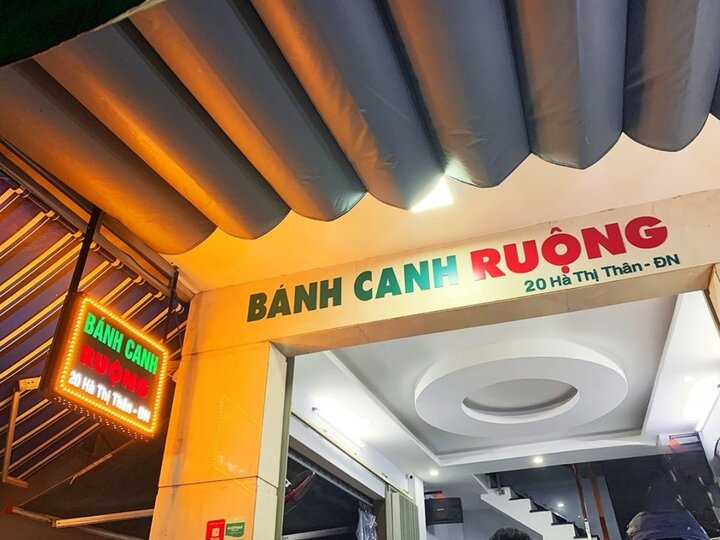 BÁNH CANH RUỘNG
20 Hà Thị Thân - ĐN
BÁNH CANH
RUỘNG
20 Hà Thị Thân - ĐN